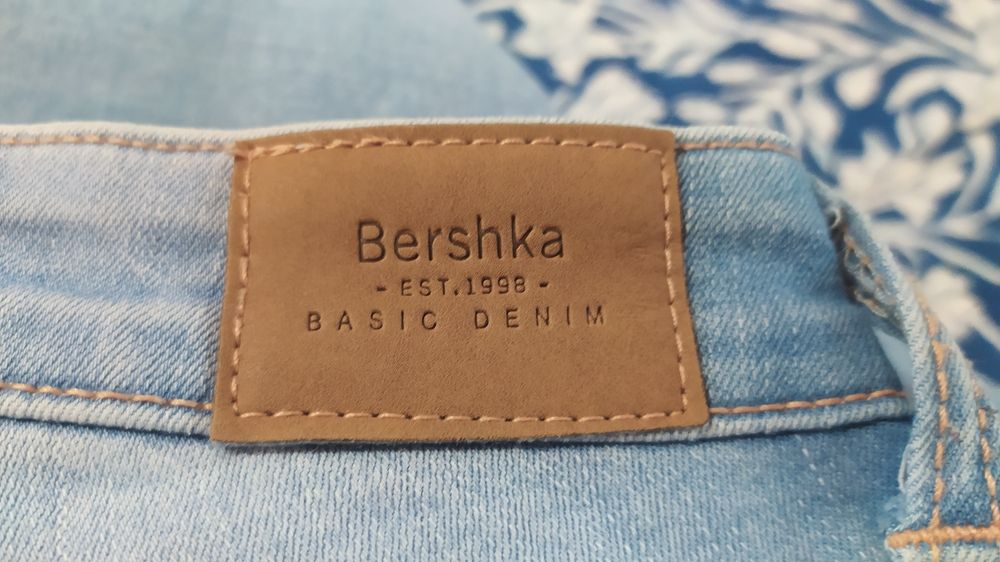 Bershka
- EST.1998 -
BASIC DENIM